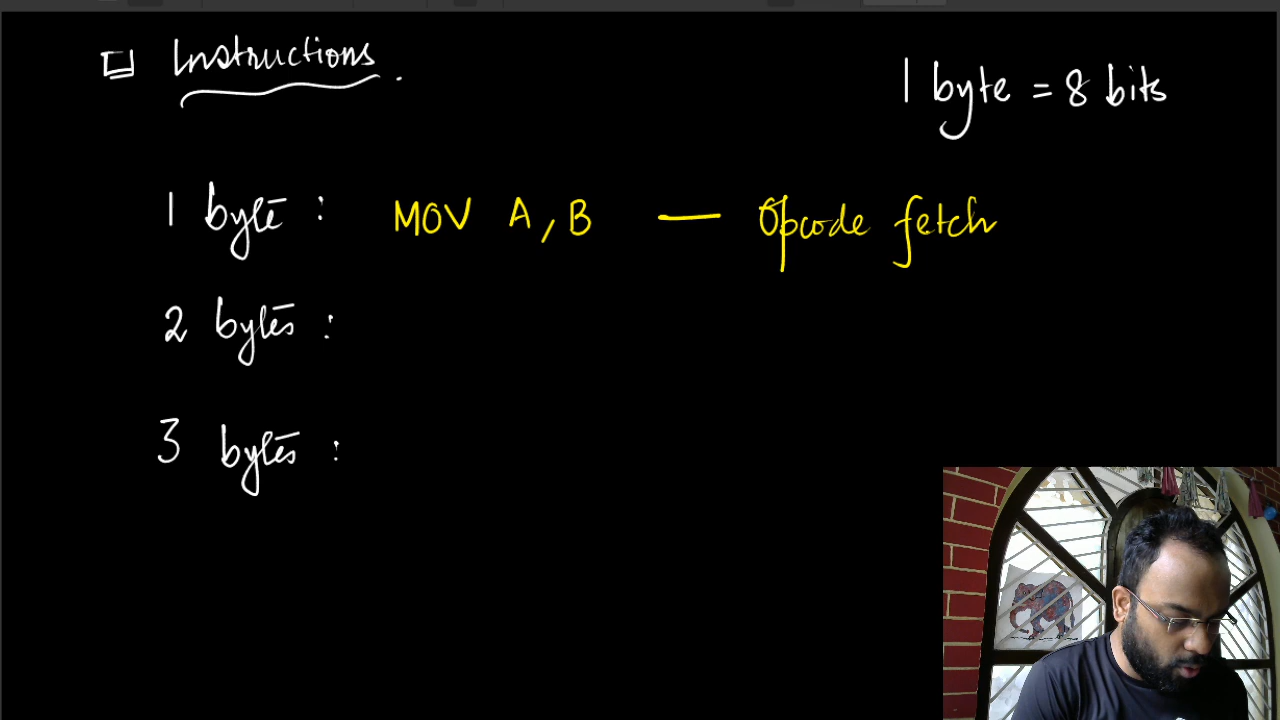 Instructions.
1 byte = 8 bits
1 byte : MOV A, B — Opcode fetch
2 bytes :
3 bytes :